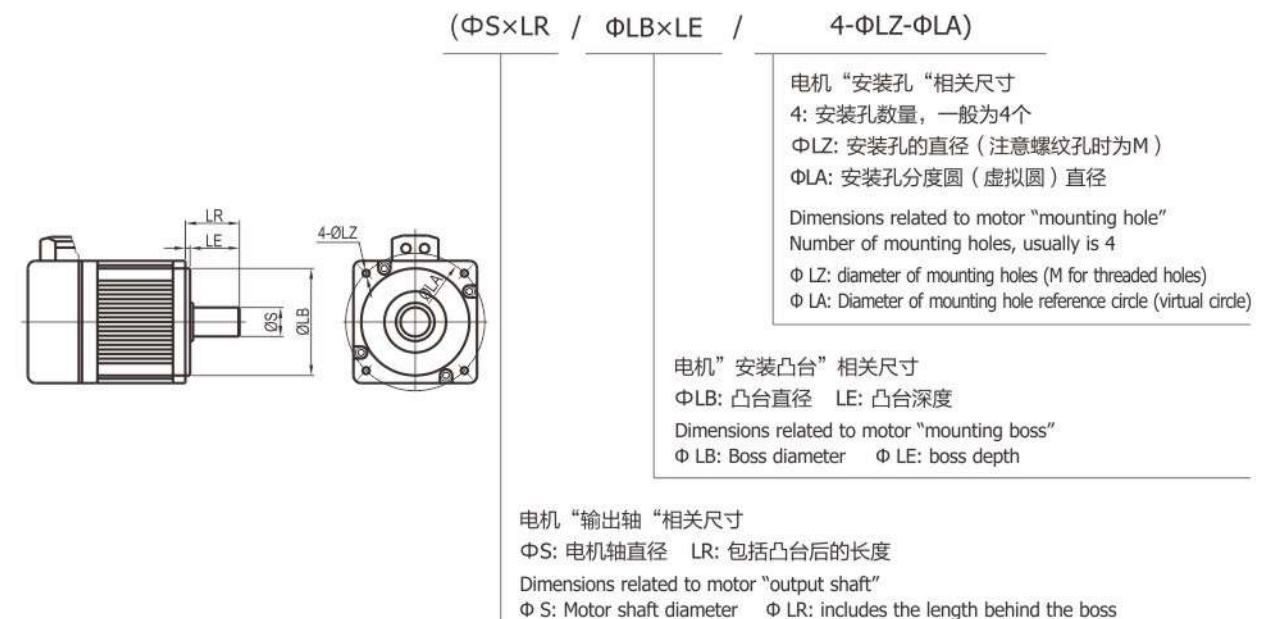 (ΦS×LR / ΦLB×LE / 4-ΦLZ-ΦLA)
电机“安装孔“相关尺寸
4: 安装孔数量，一般为4个
ΦLZ: 安装孔的直径（注意螺纹孔时为M）
ΦLA: 安装孔分度圆（虚拟圆）直径
Dimensions related to motor “mounting hole”
Number of mounting holes, usually is 4
Φ LZ: diameter of mounting holes (M for threaded holes)
Φ LA: Diameter of mounting hole reference circle (virtual circle)
LR
LE
ØS
ØLB
4-ØLZ
ØLA
电机”安装凸台”相关尺寸
ΦLB: 凸台直径 LE: 凸台深度
Dimensions related to motor “mounting boss”
Φ LB: Boss diameter Φ LE: boss depth
电机“输出轴“相关尺寸
ΦS: 电机轴直径 LR: 包括凸台后的长度
Dimensions related to motor “output shaft”
Φ S: Motor shaft diameter Φ LR: includes the length behind the boss